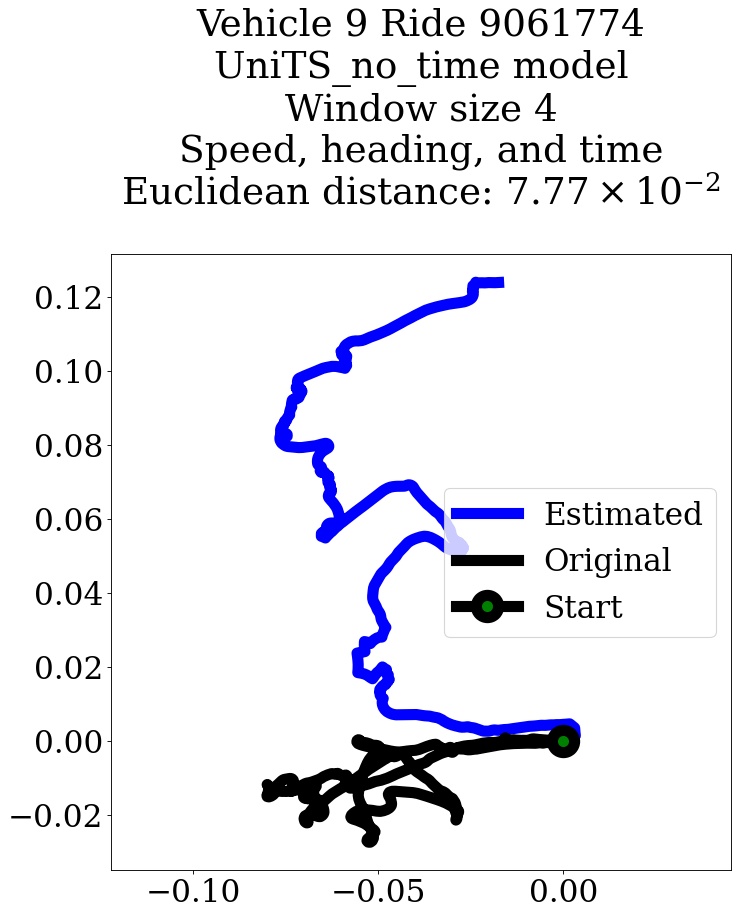 Vehicle 9 Ride 9061774
UniTS_no_time model
Window size 4
Speed, heading, and time
Euclidean distance: 7.77 × 10⁻²
0.12
0.10
0.08
0.06
0.04
0.02
0.00
−0.02
Estimated
Original
Start
−0.10
−0.05
0.00